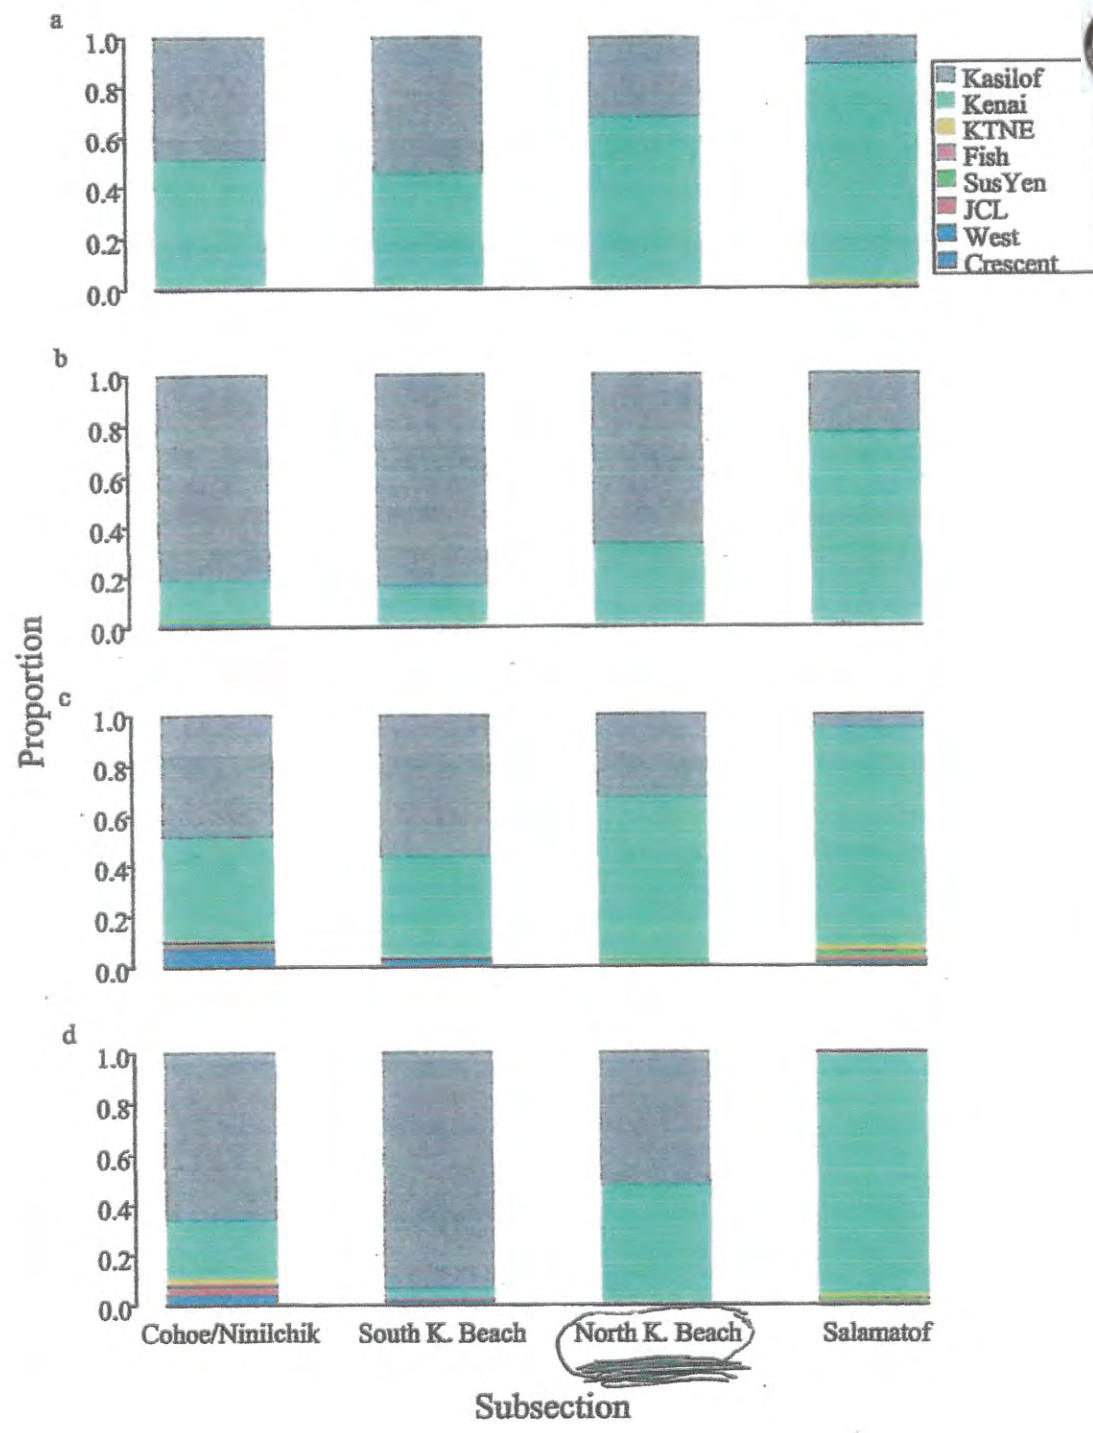 a
1.0
0.8
0.6
0.4
0.2
0.0
Kasilof
Kenai
KTNE
Fish
SusYen
JCL
West
Crescent
b
1.0
0.8
0.6
0.4
0.2
0.0
Proportion
c
1.0
0.8
0.6
0.4
0.2
0.0
d
1.0
0.8
0.6
0.4
0.2
0.0
Cohoe/Ninilchik South K. Beach North K. Beach Salamatof
Subsection